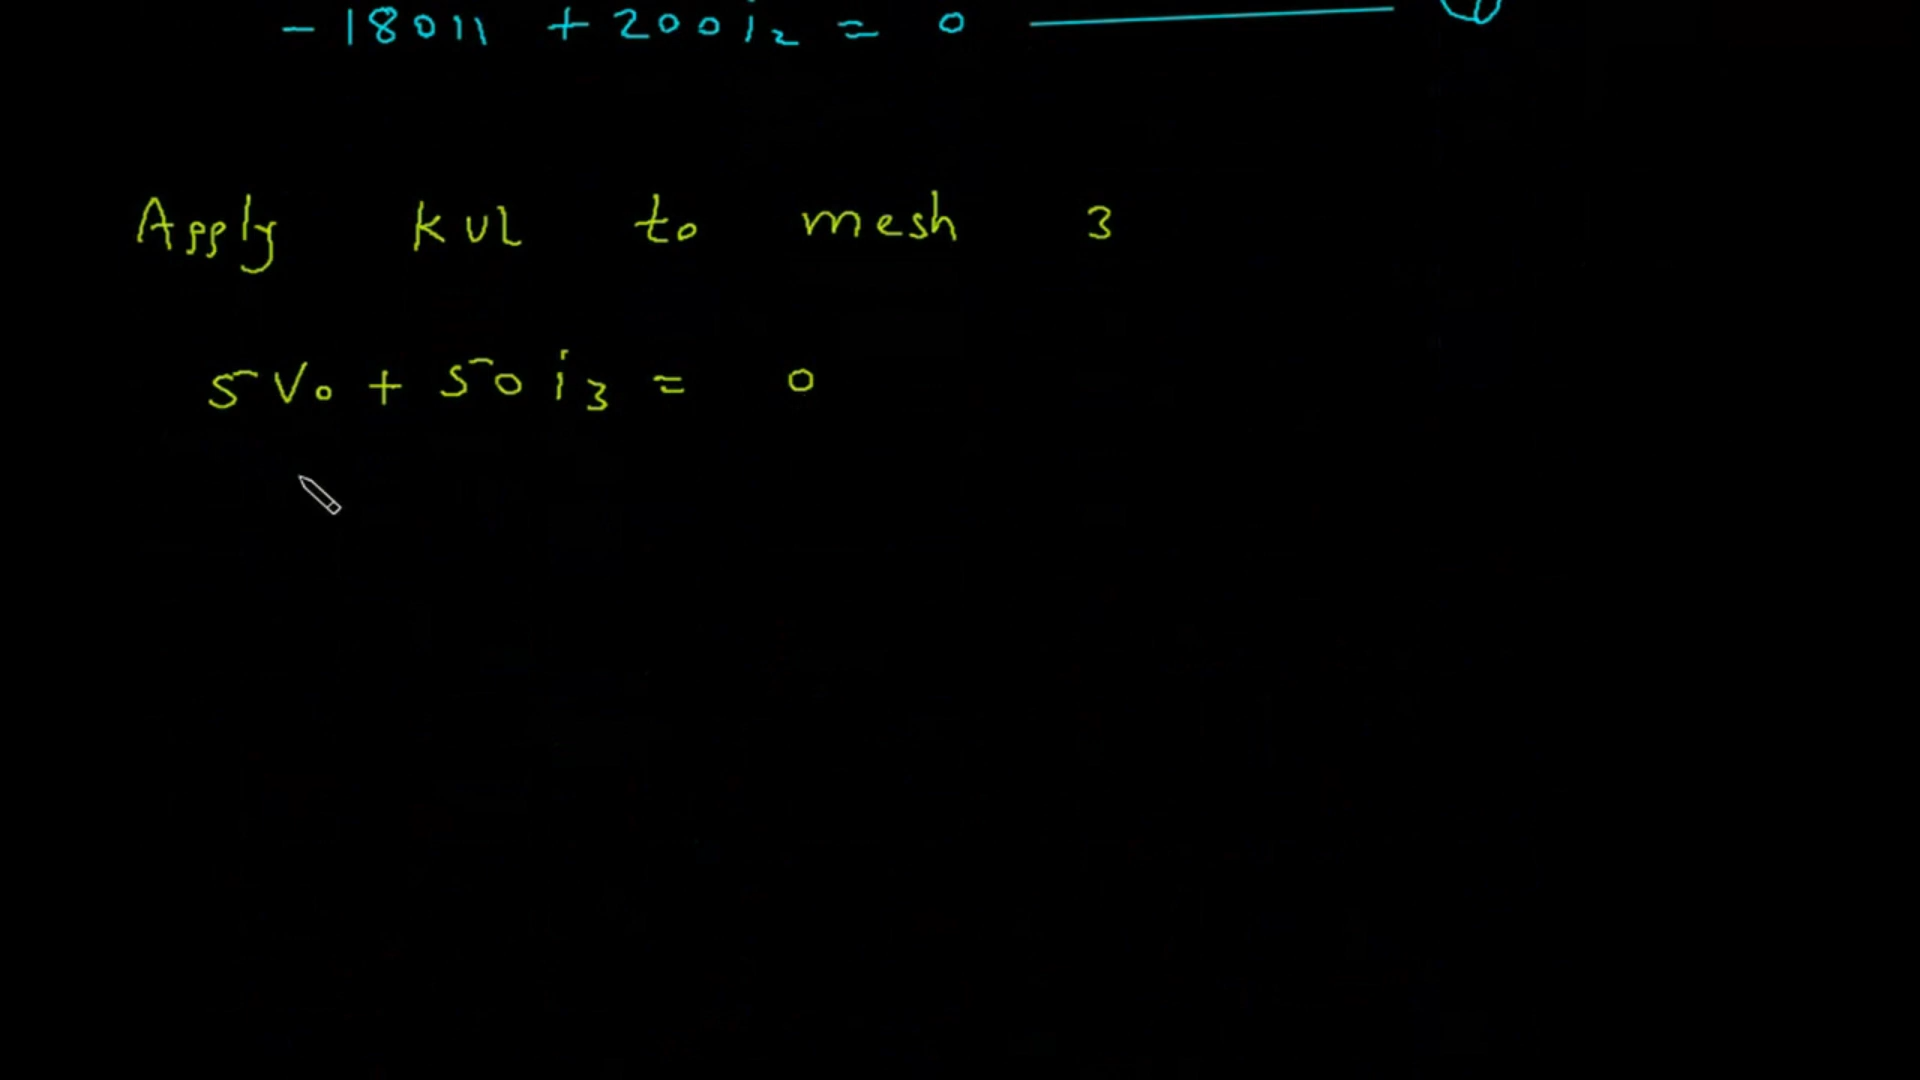 - 180i1 + 200i2 = 0
Apply kvl to mesh 3
5V0 + 50i3 = 0